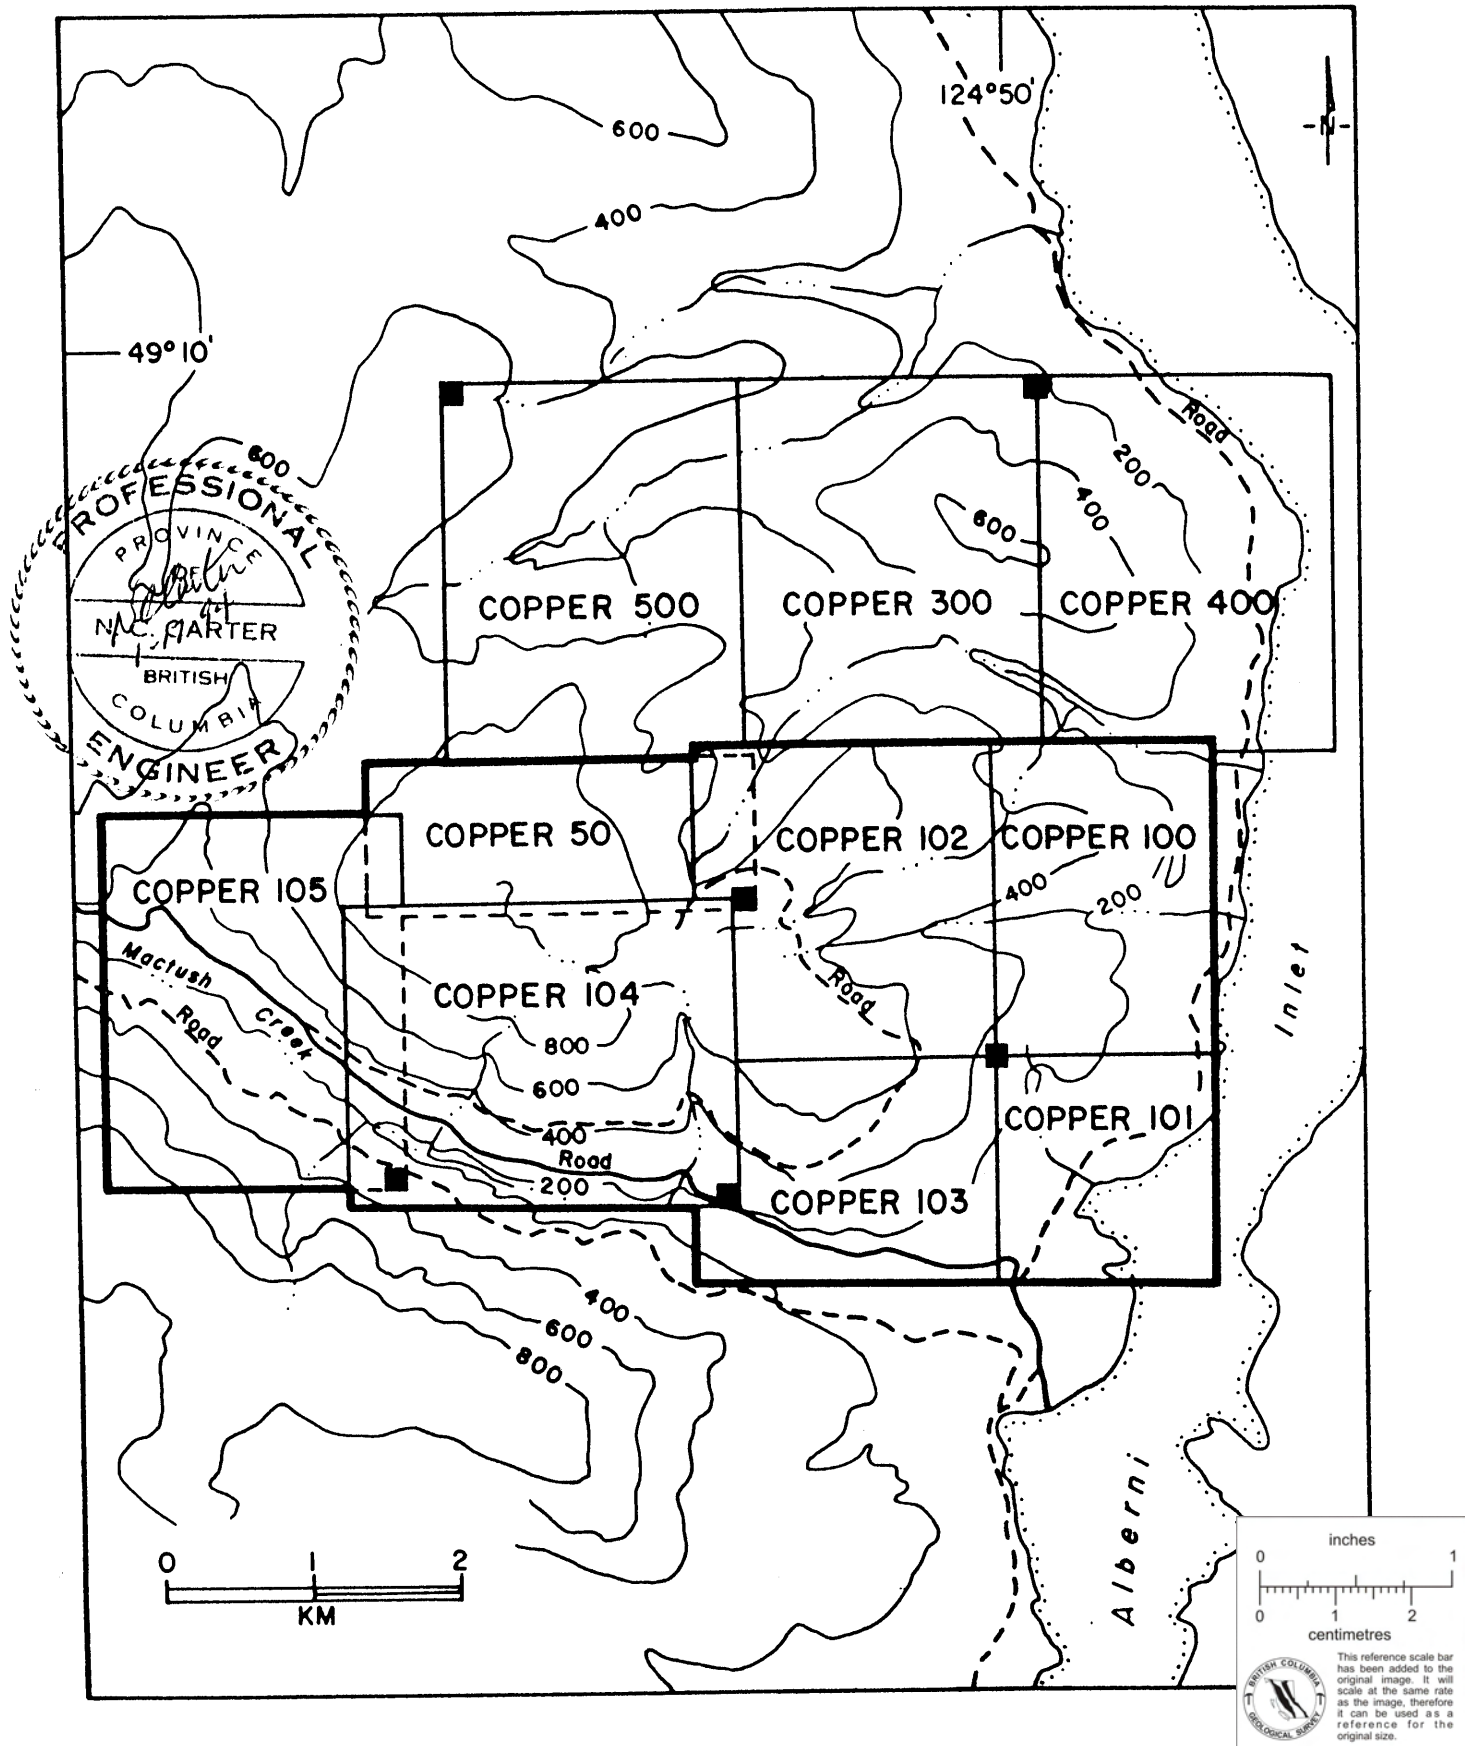 124°50'
-N-
600
400
49°10'
Road
600
200
400
600
PROFESSIONAL
PROVINCE
OF
N.C. CARTER
BRITISH
COLUMBIA
ENGINEER
COPPER 500
COPPER 300
COPPER 400
COPPER 50
COPPER 102
COPPER 100
COPPER 105
400
200
Mactush Creek
Road
COPPER 104
Road
800
600
400
Road
200
COPPER 101
COPPER 103
Alberni Inlet
400
600
800
0 1 2
KM
inches
0 1
0 1 2
centimetres
This reference scale bar
has been added to the
original image. It will
scale at the same rate
as the image, therefore
it can be used as a
reference for the
original size.
BRITISH COLUMBIA
GEOLOGICAL SURVEY